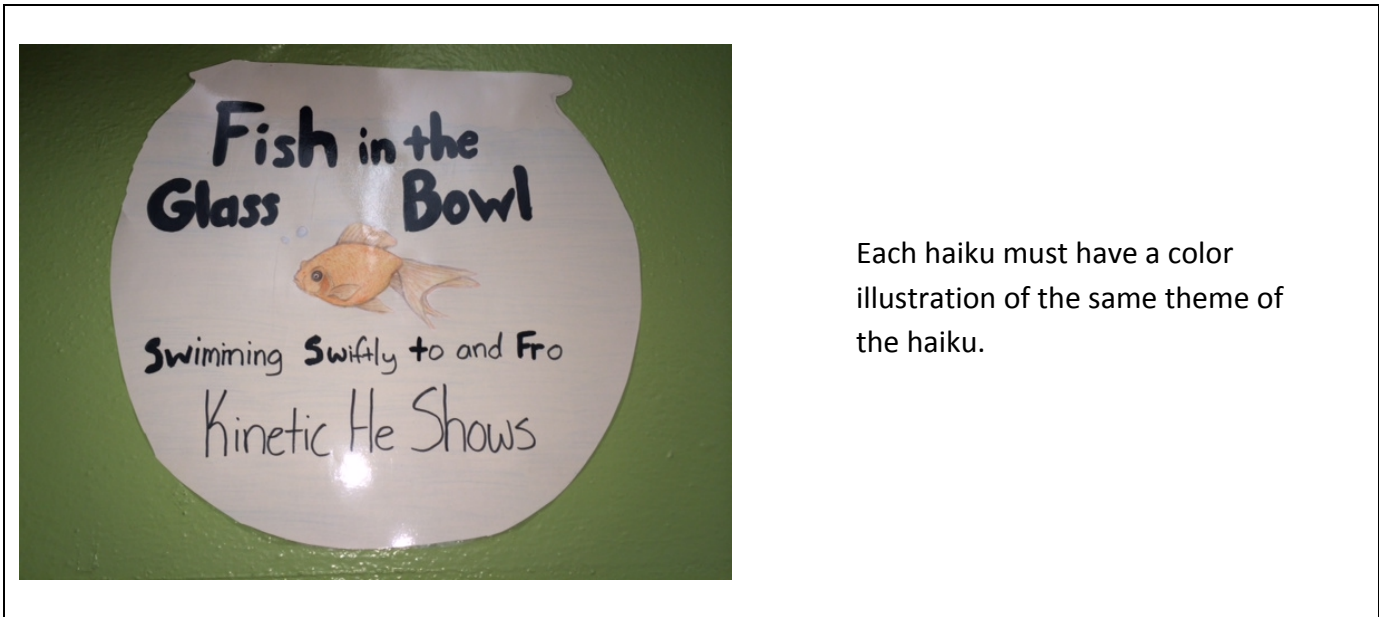 Fish in the
Glass Bowl
Swimming Swiftly to and Fro
Kinetic He Shows
Each haiku must have a color
illustration of the same theme of
the haiku.